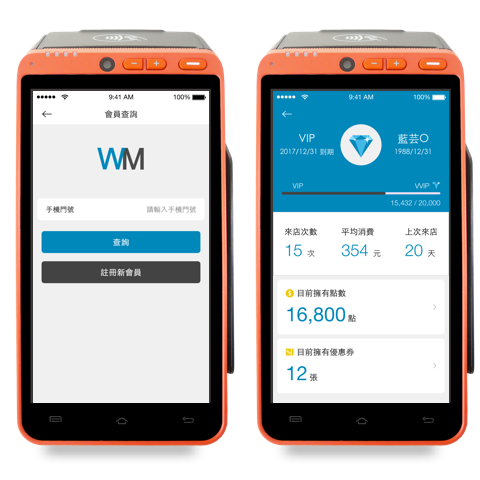 9:41 AM
100%
會員查詢
WM
手機門號
請輸入手機門號
查詢
註冊新會員
9:41 AM
100%
VIP
2017/12/31 到期
藍芸O
1988/12/31
VIP
VVIP
15,432 / 20,000
來店次數
平均消費
上次來店
15 次
354 元
20 天
目前擁有點數
16,800 點
目前擁有優惠券
12 張